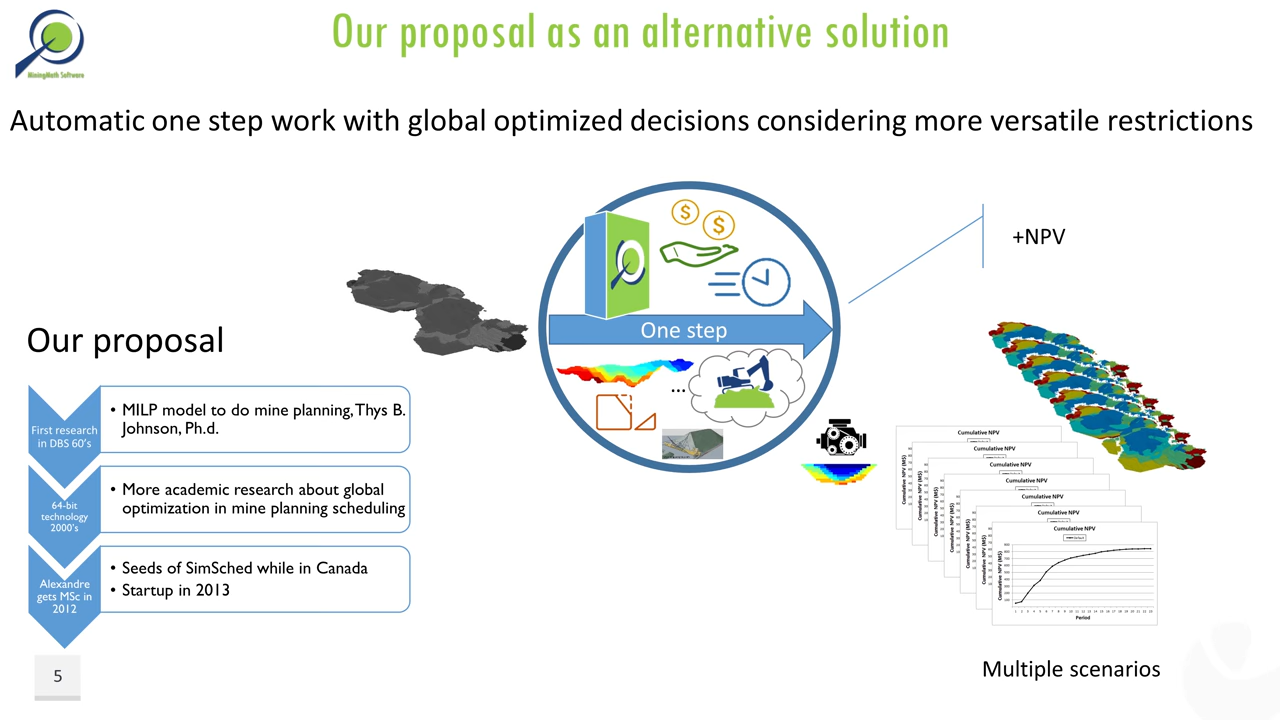 Our proposal as an alternative solution
MiningMath Software
Automatic one step work with global optimized decisions considering more versatile restrictions
$
$
+NPV
One step
Our proposal
...
First research
in DBS 60's
• MILP model to do mine planning, Thys B.
Johnson, Ph.d.
64-bit
technology
2000's
• More academic research about global
optimization in mine planning scheduling
Alexandre
gets MSc in
2012
• Seeds of SimSched while in Canada
• Startup in 2013
Cumulative NPV
Cumulative NPV
Cumulative NPV
Cumulative NPV
Cumulative NPV
Cumulative NPV
Cumulative NPV
Cumulative NPV (M$)
Period
Multiple scenarios
5